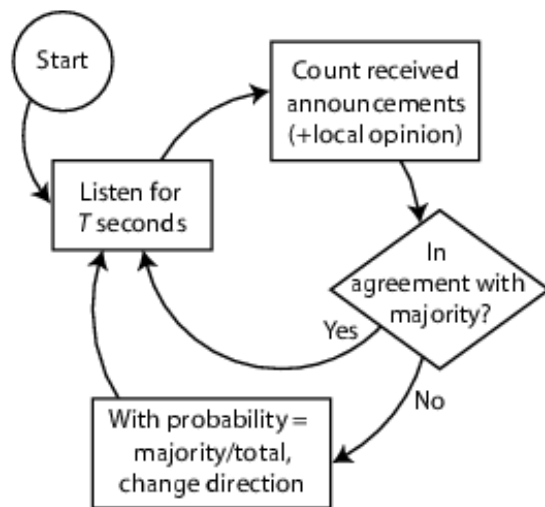 Start
Count received
announcements
(+local opinion)
Listen for
T seconds
In
agreement with
majority?
Yes
No
With probability =
majority/total,
change direction